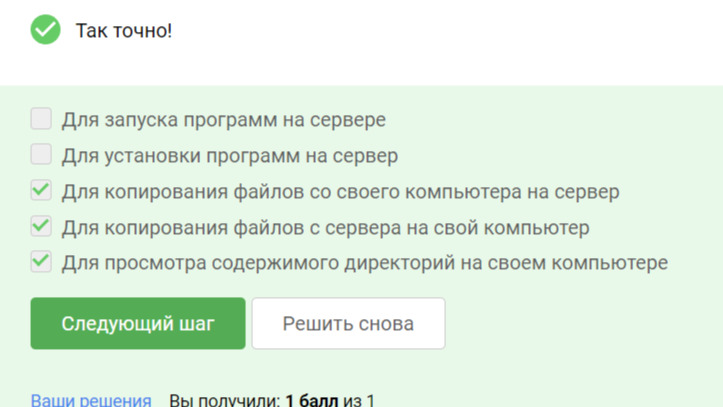 Так точно!
Для запуска программ на сервере
Для установки программ на сервер
Для копирования файлов со своего компьютера на сервер
Для копирования файлов с сервера на свой компьютер
Для просмотра содержимого директорий на своем компьютере
Следующий шаг Решить снова
Ваши решения Вы получили: 1 балл из 1